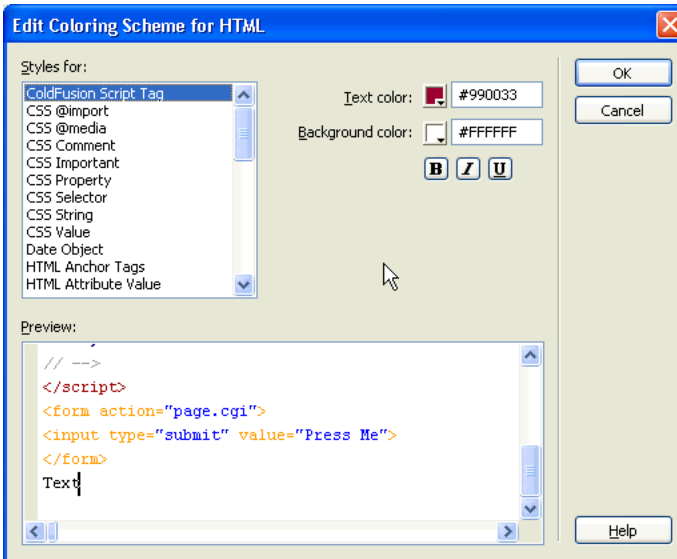 Edit Coloring Scheme for HTML
Styles for:
ColdFusion Script Tag
CSS @import
CSS @media
CSS Comment
CSS Important
CSS Property
CSS Selector
CSS String
CSS Value
Date Object
HTML Anchor Tags
HTML Attribute Value
Text color: #990033
Background color: #FFFFFF
B I U
OK
Cancel
Preview:
// -->
</script>
<form action="page.cgi">
<input type="submit" value="Press Me">
</form>
Text
Help